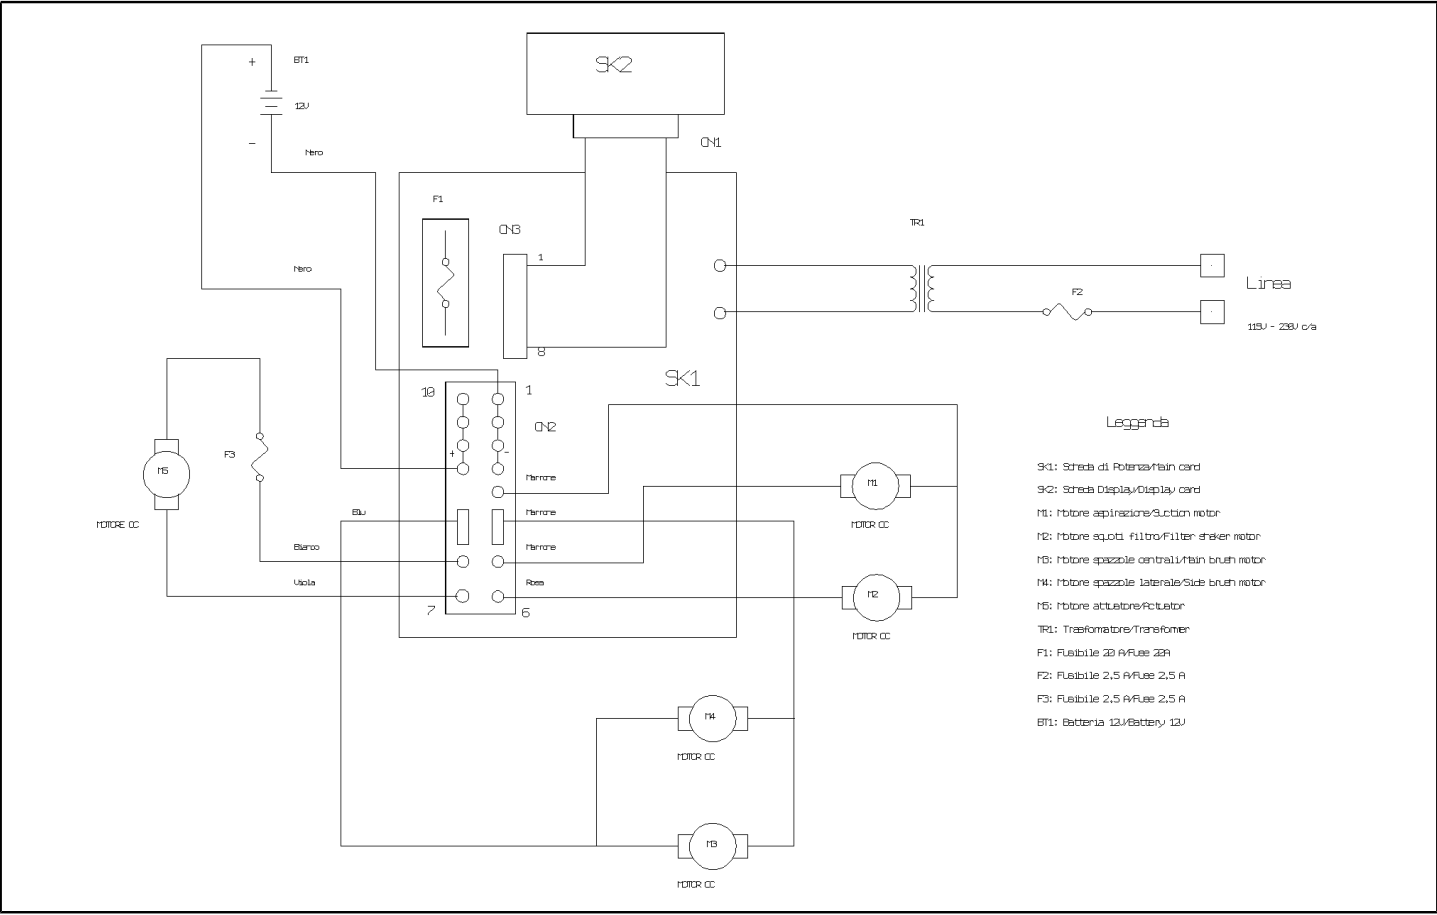 SK2
+
BT1
12V
-
Nero
CN1
F1
CN3
1
TR1
Nero
F2
Linea
115V - 230V c/a
8
SK1
10
1
CN2
Leggenda
+
-
F3
M5
Marrone
M1
SK1: Scheda di Potenza/Main card
SK2: Scheda Display/Display card
Blu
Marrone
M1: Motore aspirazione/Suction motor
MOTORE CC
MOTOR CC
M2: Motore squoti filtro/Filter shaker motor
Bianco
Marrone
M3: Motore spazzole centrali/Main brush motor
Viola
Rosa
M4: Motore spazzole laterale/Side brush motor
M2
7
6
M5: Motore attuatore/Actuator
TR1: Trasformatore/Transformer
MOTOR CC
F1: Fusibile 20 A/Fuse 20A
F2: Fusibile 2,5 A/Fuse 2,5 A
F3: Fusibile 2,5 A/Fuse 2,5 A
M4
BT1: Batteria 12V/Battery 12V
MOTOR CC
M3
MOTOR CC